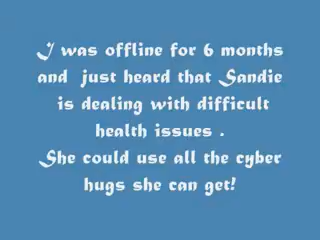 I was offline for 6 months
and just heard that Sandie
is dealing with difficult
health issues .
She could use all the cyber
hugs she can get!